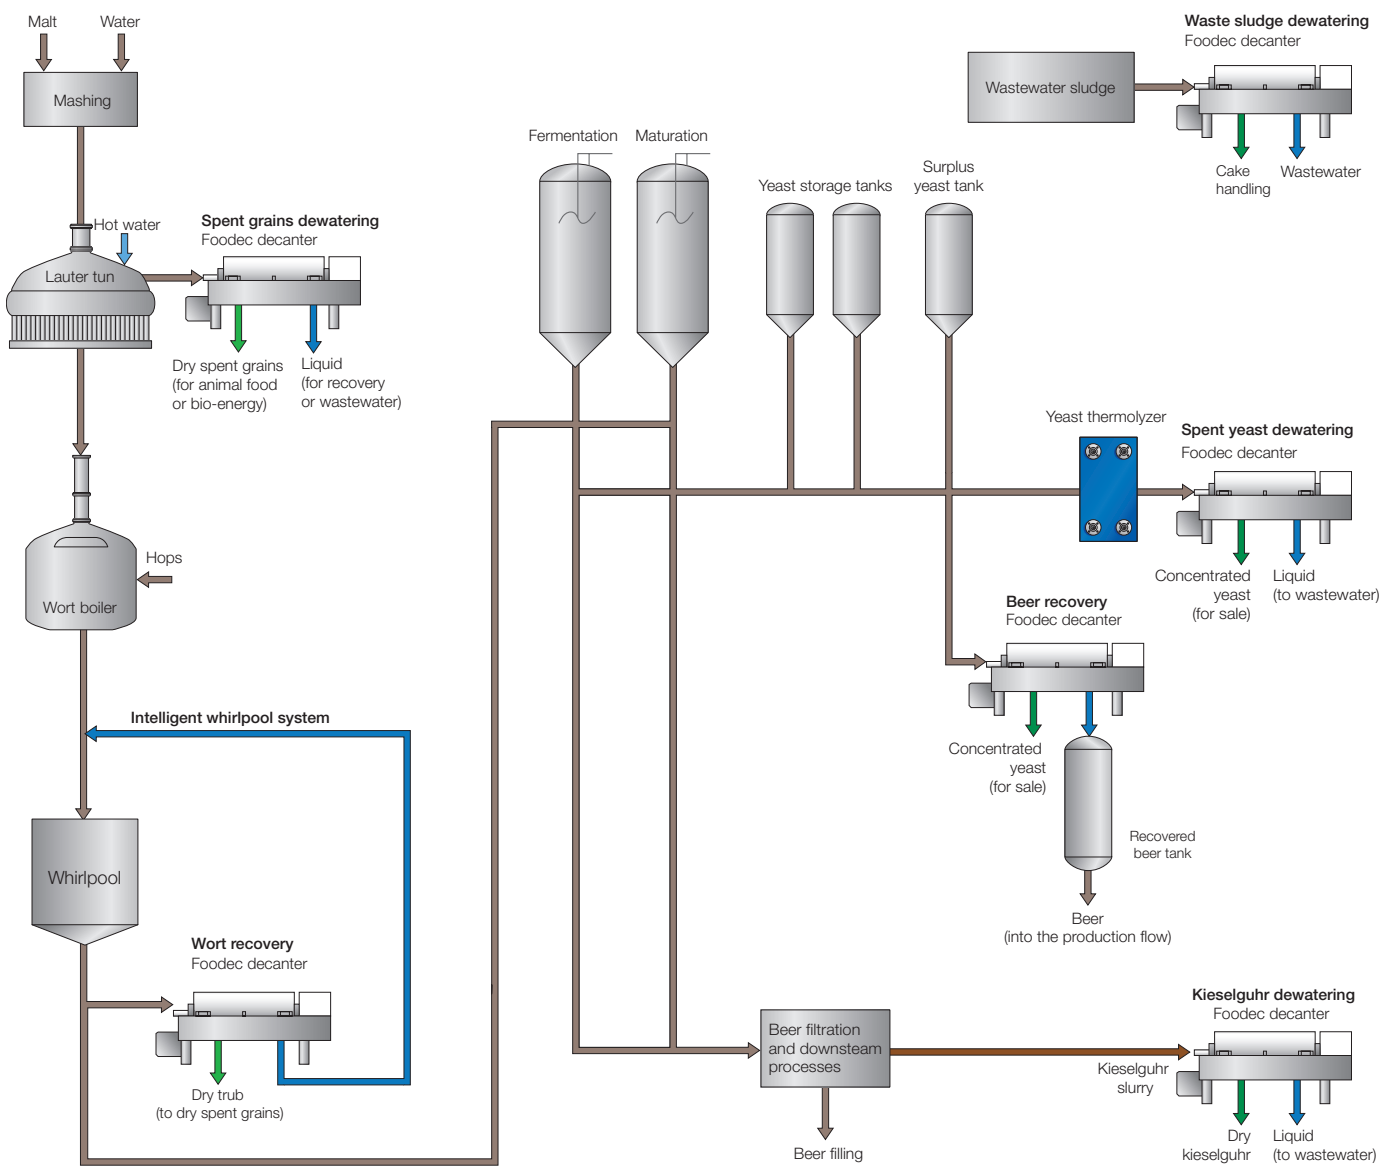 Malt
Water
Mashing
Hot water
Lauter tun
Spent grains dewatering
Foodec decanter
Dry spent grains
(for animal food
or bio-energy)
Liquid
(for recovery
or wastewater)
Hops
Wort boiler
Intelligent whirlpool system
Whirlpool
Wort recovery
Foodec decanter
Dry trub
(to dry spent grains)
Fermentation
Maturation
Yeast storage tanks
Surplus
yeast tank
Waste sludge dewatering
Foodec decanter
Wastewater sludge
Cake
handling
Wastewater
Yeast thermolyzer
Spent yeast dewatering
Foodec decanter
Concentrated
yeast
(for sale)
Liquid
(to wastewater)
Beer recovery
Foodec decanter
Concentrated
yeast
(for sale)
Recovered
beer tank
Beer
(into the production flow)
Beer filtration
and downsteam
processes
Beer filling
Kieselguhr dewatering
Foodec decanter
Kieselguhr
slurry
Dry
kieselguhr
Liquid
(to wastewater)